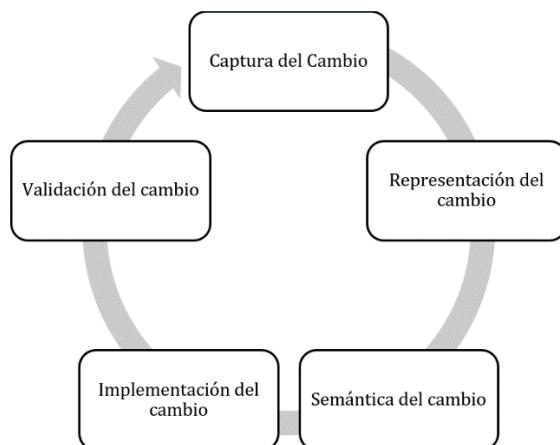 Captura del Cambio
Representación del
cambio
Semántica del cambio
Implementación del
cambio
Validación del cambio